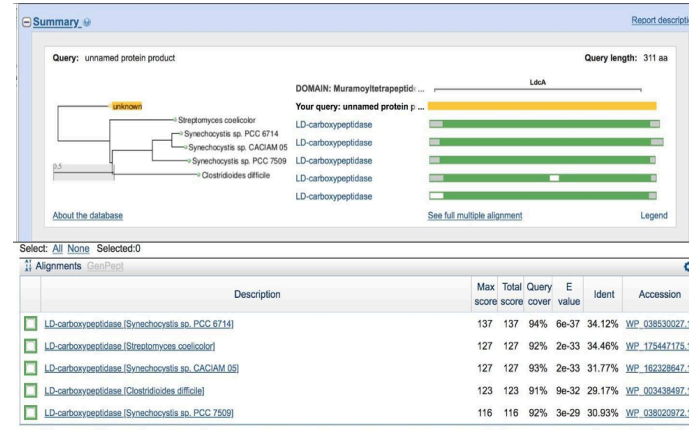 Summary
Report descripti
Query: unnamed protein product
Query length: 311 aa
DOMAIN: Muramoyltetrapeptide ...
LdcA
unknown
Your query: unnamed protein p ...
Streptomyces coelicolor
LD-carboxypeptidase
Synechocystis sp. PCC 6714
LD-carboxypeptidase
Synechocystis sp. CACIAM 05
Synechocystis sp. PCC 7509
LD-carboxypeptidase
0.5
Clostridioides difficile
LD-carboxypeptidase
LD-carboxypeptidase
About the database
See full multiple alignment
Legend
Select: All None Selected:0
Alignments GenPept
Description
Max score
Total score
Query cover
E value
Ident
Accession
LD-carboxypeptidase [Synechocystis sp. PCC 6714] 137 137 94% 6e-37 34.12% WP_038530027.1
LD-carboxypeptidase [Streptomyces coelicolor] 127 127 92% 2e-33 34.46% WP_175447175.1
LD-carboxypeptidase [Synechocystis sp. CACIAM 05] 127 127 93% 2e-33 31.77% WP_162328647.1
LD-carboxypeptidase [Clostridioides difficile] 123 123 91% 9e-32 29.17% WP_003438497.1
LD-carboxypeptidase [Synechocystis sp. PCC 7509] 116 116 92% 3e-29 30.93% WP_038020972.1